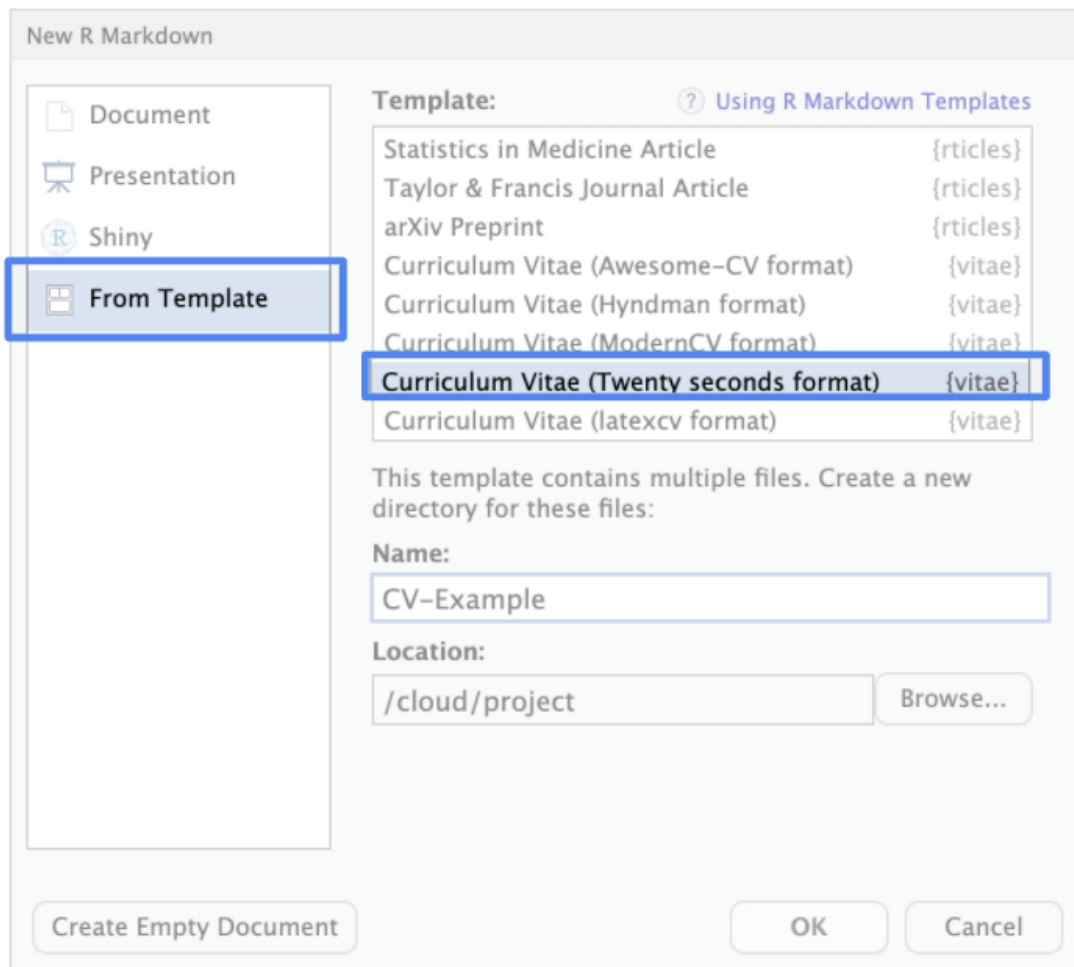 New R Markdown
Document
Presentation
R Shiny
From Template
Template:
? Using R Markdown Templates
Statistics in Medicine Article {rticles}
Taylor & Francis Journal Article {rticles}
arXiv Preprint {rticles}
Curriculum Vitae (Awesome-CV format) {vitae}
Curriculum Vitae (Hyndman format) {vitae}
Curriculum Vitae (ModernCV format) {vitae}
Curriculum Vitae (Twenty seconds format) {vitae}
Curriculum Vitae (latexcv format) {vitae}
This template contains multiple files. Create a new
directory for these files:
Name:
CV-Example
Location:
/cloud/project
Browse...
Create Empty Document
OK
Cancel